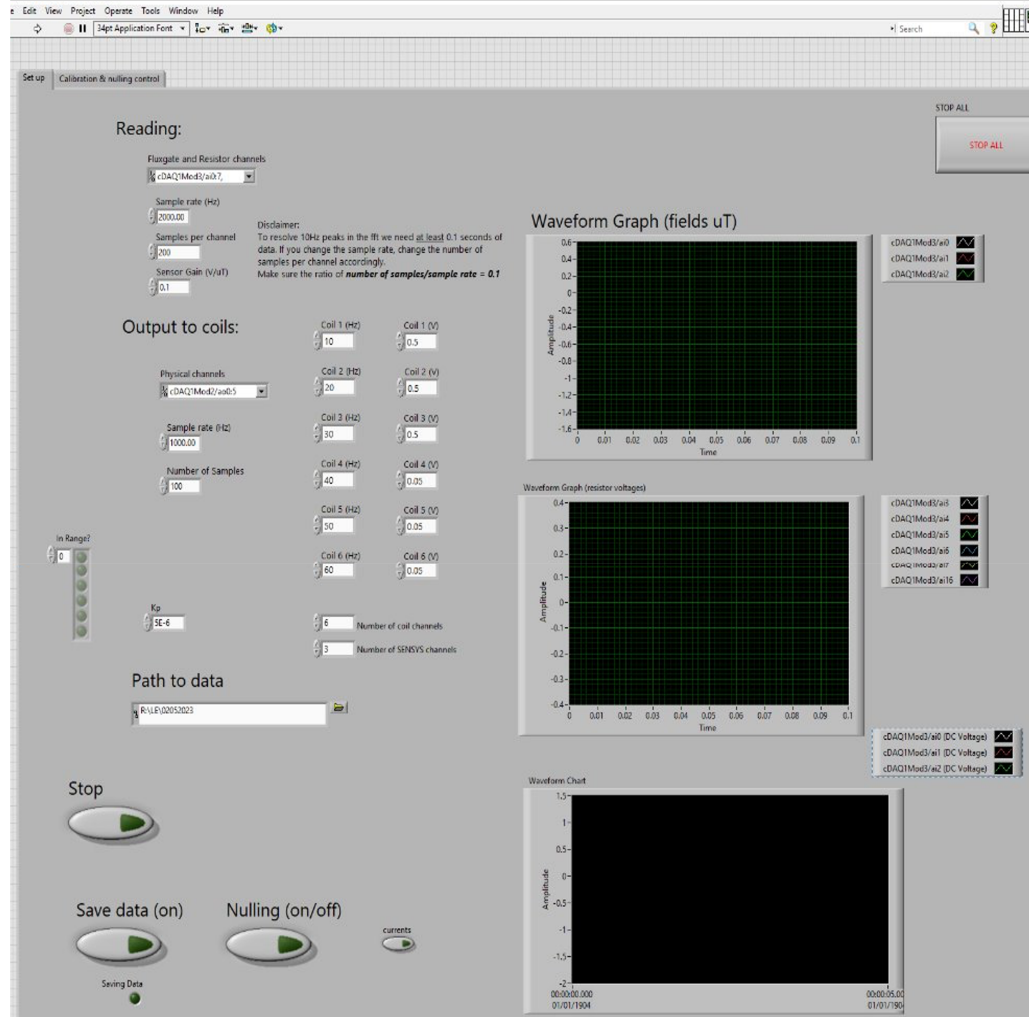 e Edit View Project Operate Tools Window Help
34pt Application Font
Search
Set up Calibration & nulling control
STOP ALL
STOP ALL
Reading:
Fluxgate and Resistor channels
cDAQ1Mod3/ai0:7,
Sample rate (Hz)
2000.00
Samples per channel
200
Sensor Gain (V/uT)
0.1
Disclaimer:
To resolve 10Hz peaks in the fft we need at least 0.1 seconds of
data. If you change the sample rate, change the number of
samples per channel accordingly.
Make sure the ratio of number of samples/sample rate = 0.1
Output to coils:
Physical channels
cDAQ1Mod2/ao0:5
Sample rate (Hz)
1000.00
Number of Samples
100
Coil 1 (Hz) Coil 1 (V)
10 0.5
Coil 2 (Hz) Coil 2 (V)
20 0.5
Coil 3 (Hz) Coil 3 (V)
30 0.5
Coil 4 (Hz) Coil 4 (V)
40 0.05
Coil 5 (Hz) Coil 5 (V)
50 0.05
Coil 6 (Hz) Coil 6 (V)
60 0.05
In Range?
0
Kp
5E-6
6 Number of coil channels
3 Number of SENSYS channels
Path to data
R:\LE\02052023
Stop
Save data (on)
Nulling (on/off)
currents
Saving Data
Waveform Graph (fields uT)
0.6
0.4
0.2
0
-0.2
-0.4
-0.6
-0.8
-1
-1.2
-1.4
-1.6
Amplitude
0 0.01 0.02 0.03 0.04 0.05 0.06 0.07 0.08 0.09 0.1
Time
cDAQ1Mod3/ai0
cDAQ1Mod3/ai1
cDAQ1Mod3/ai2
Waveform Graph (resistor voltages)
0.4
0.3
0.2
0.1
0
-0.1
-0.2
-0.3
-0.4
Amplitude
0 0.01 0.02 0.03 0.04 0.05 0.06 0.07 0.08 0.09 0.1
Time
cDAQ1Mod3/ai3
cDAQ1Mod3/ai4
cDAQ1Mod3/ai5
cDAQ1Mod3/ai6
cDAQ1Mod3/ai7
cDAQ1Mod3/ai16
cDAQ1Mod3/ai0 (DC Voltage)
cDAQ1Mod3/ai1 (DC Voltage)
cDAQ1Mod3/ai2 (DC Voltage)
Waveform Chart
1.5
1
0.5
0
-0.5
-1
-1.5
-2
Amplitude
00:00:00.000 00:00:05.00
01/01/1904 01/01/190